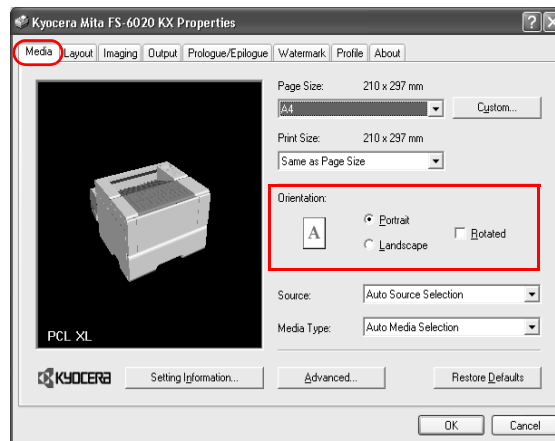 Kyocera Mita FS-6020 KX Properties
Media Layout Imaging Output Prologue/Epilogue Watermark Profile About
Page Size: 210 x 297 mm
A4 Custom...
Print Size: 210 x 297 mm
Same as Page Size
Orientation:
A Portrait
Landscape Rotated
Source: Auto Source Selection
Media Type: Auto Media Selection
PCL XL
KYOCERA Setting Information... Advanced... Restore Defaults
OK Cancel